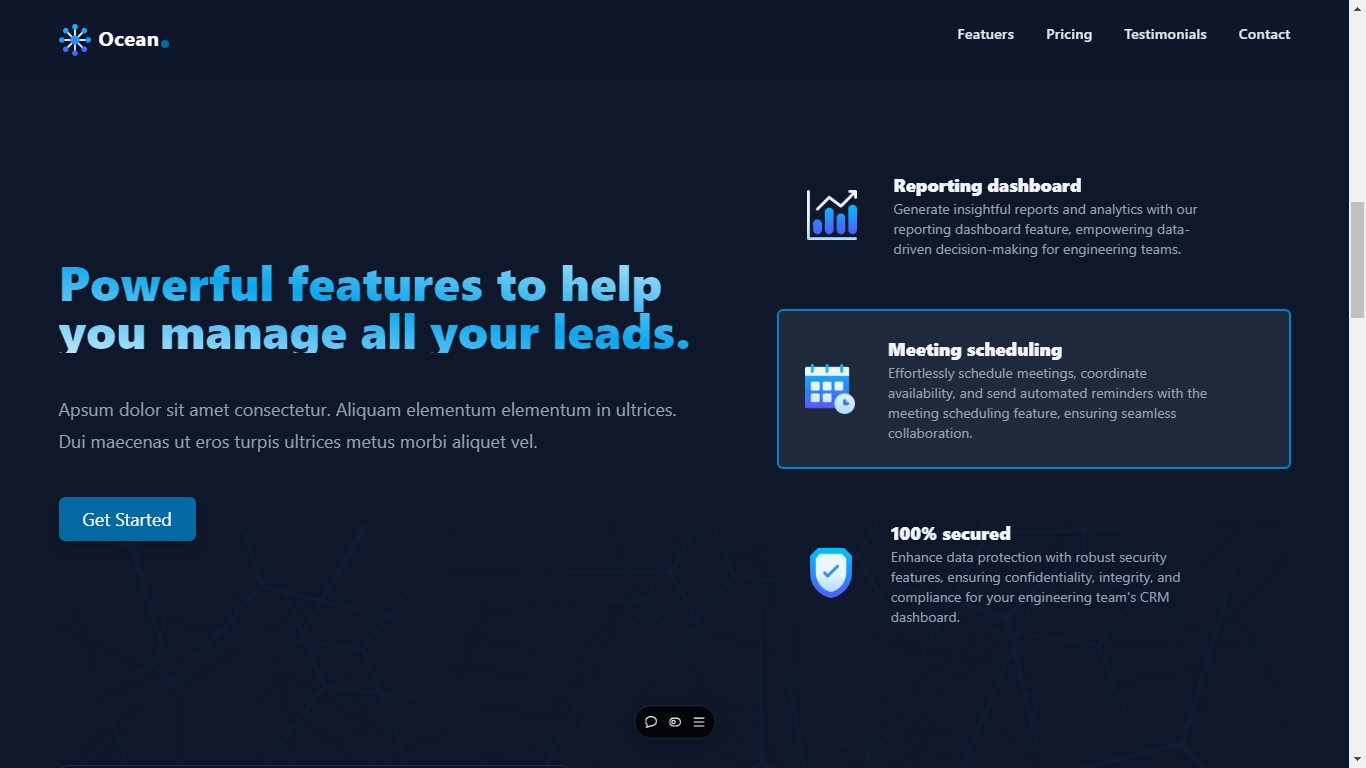 Ocean
Featuers
Pricing
Testimonials
Contact
Powerful features to help
you manage all your leads.
Apsum dolor sit amet consectetur. Aliquam elementum elementum in ultrices.
Dui maecenas ut eros turpis ultrices metus morbi aliquet vel.
Get Started
Reporting dashboard
Generate insightful reports and analytics with our
reporting dashboard feature, empowering data-
driven decision-making for engineering teams.
Meeting scheduling
Effortlessly schedule meetings, coordinate
availability, and send automated reminders with the
meeting scheduling feature, ensuring seamless
collaboration.
100% secured
Enhance data protection with robust security
features, ensuring confidentiality, integrity, and
compliance for your engineering team's CRM
dashboard.